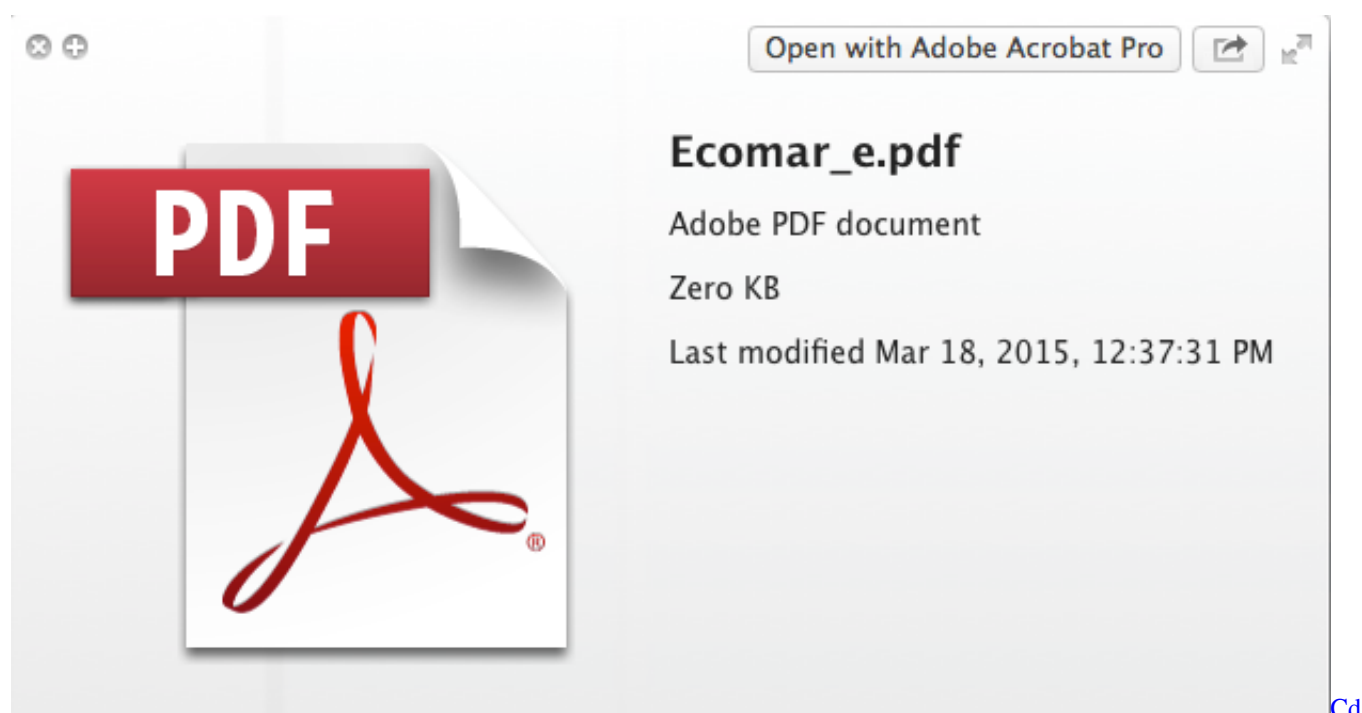 Open with Adobe Acrobat Pro
Ecomar_e.pdf
PDF
Adobe PDF document
Zero KB
Last modified Mar 18, 2015, 12:37:31 PM
®
Cd